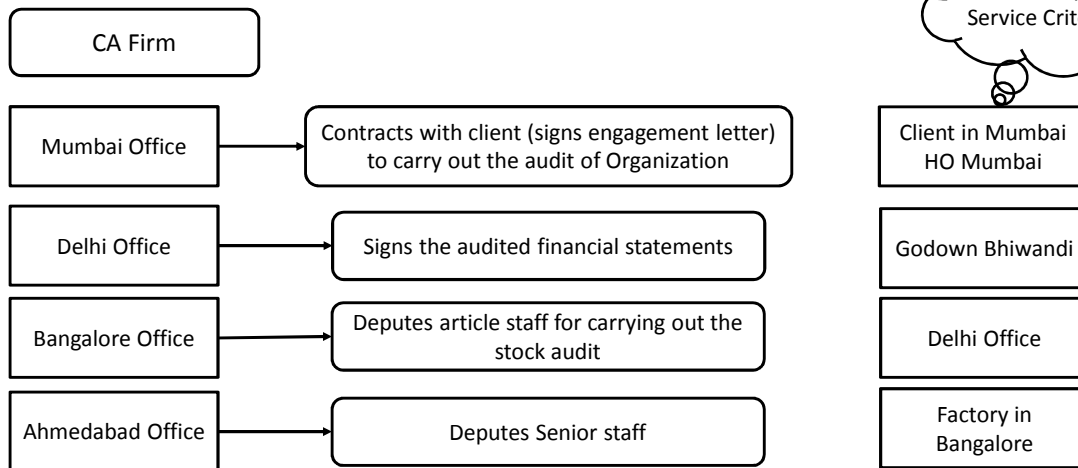 Service Crit
CA Firm
Mumbai Office
Contracts with client (signs engagement letter)
to carry out the audit of Organization
Client in Mumbai
HO Mumbai
Delhi Office
Signs the audited financial statements
Godown Bhiwandi
Bangalore Office
Deputes article staff for carrying out the
stock audit
Delhi Office
Ahmedabad Office
Deputes Senior staff
Factory in
Bangalore